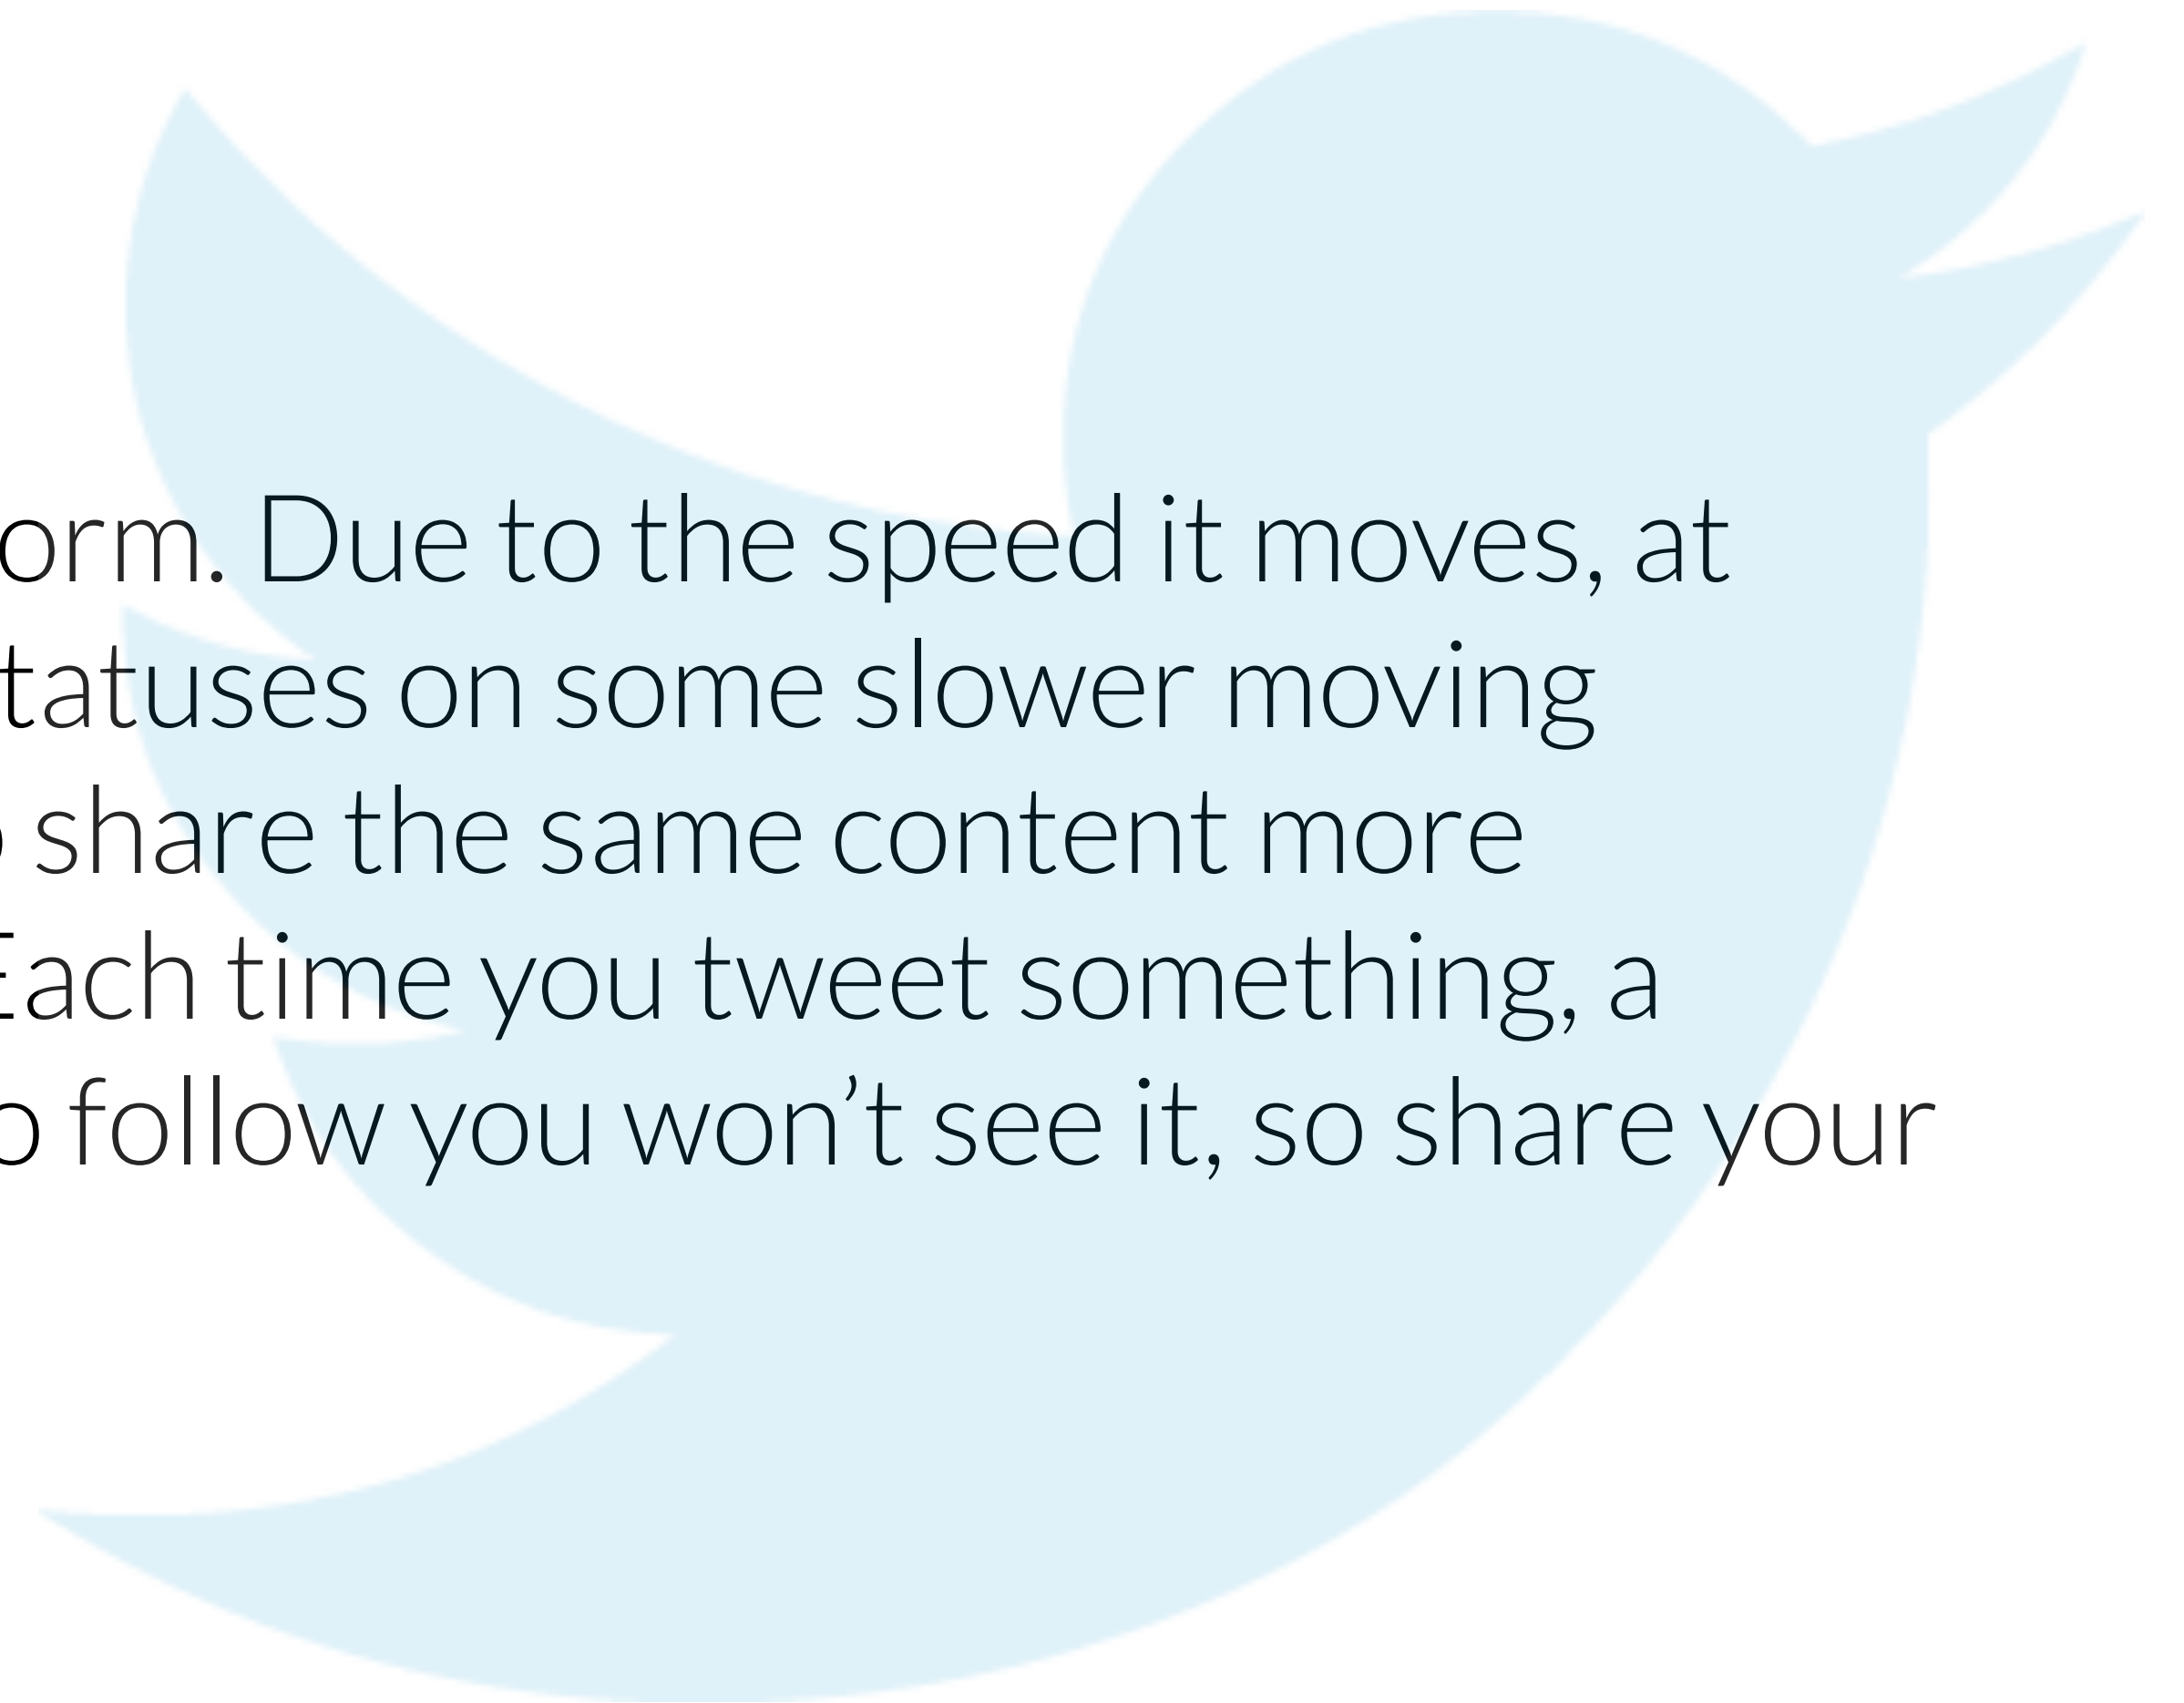 orm. Due to the speed it moves, at
tatuses on some slower moving
share the same content more
Each time you tweet something, a
o follow you won’t see it, so share your